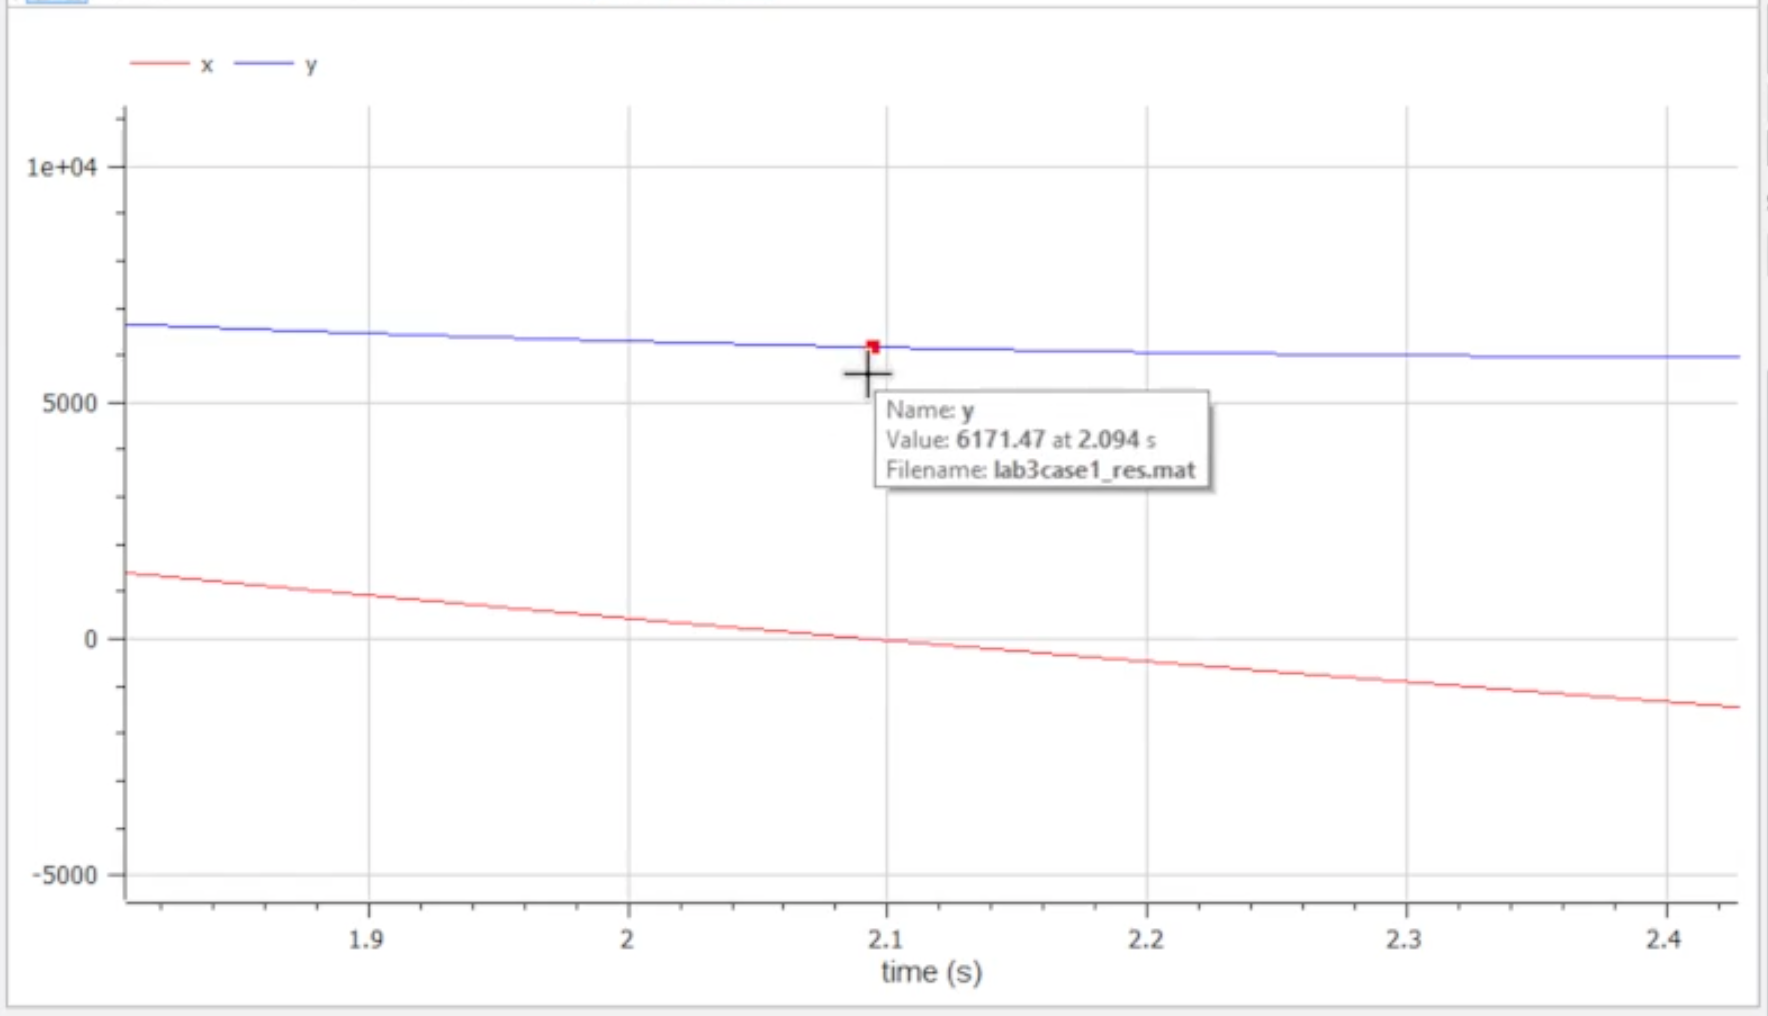 x y
1e+04
5000
0
-5000
Name: y
Value: 6171.47 at 2.094 s
Filename: lab3case1_res.mat
1.9 2 2.1 2.2 2.3 2.4
time (s)